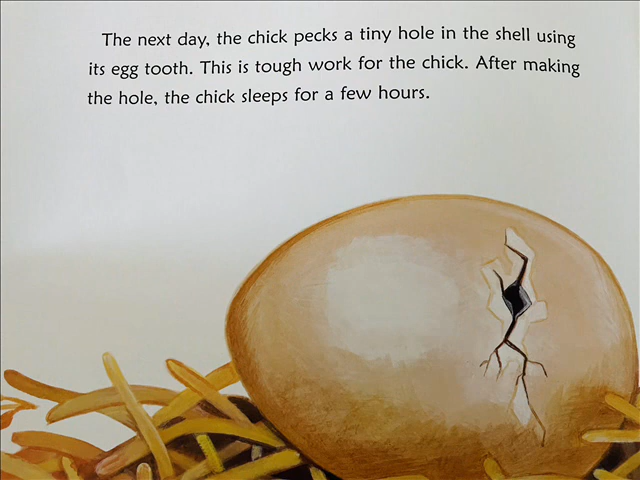 The next day, the chick pecks a tiny hole in the shell using
its egg tooth. This is tough work for the chick. After making
the hole, the chick sleeps for a few hours.